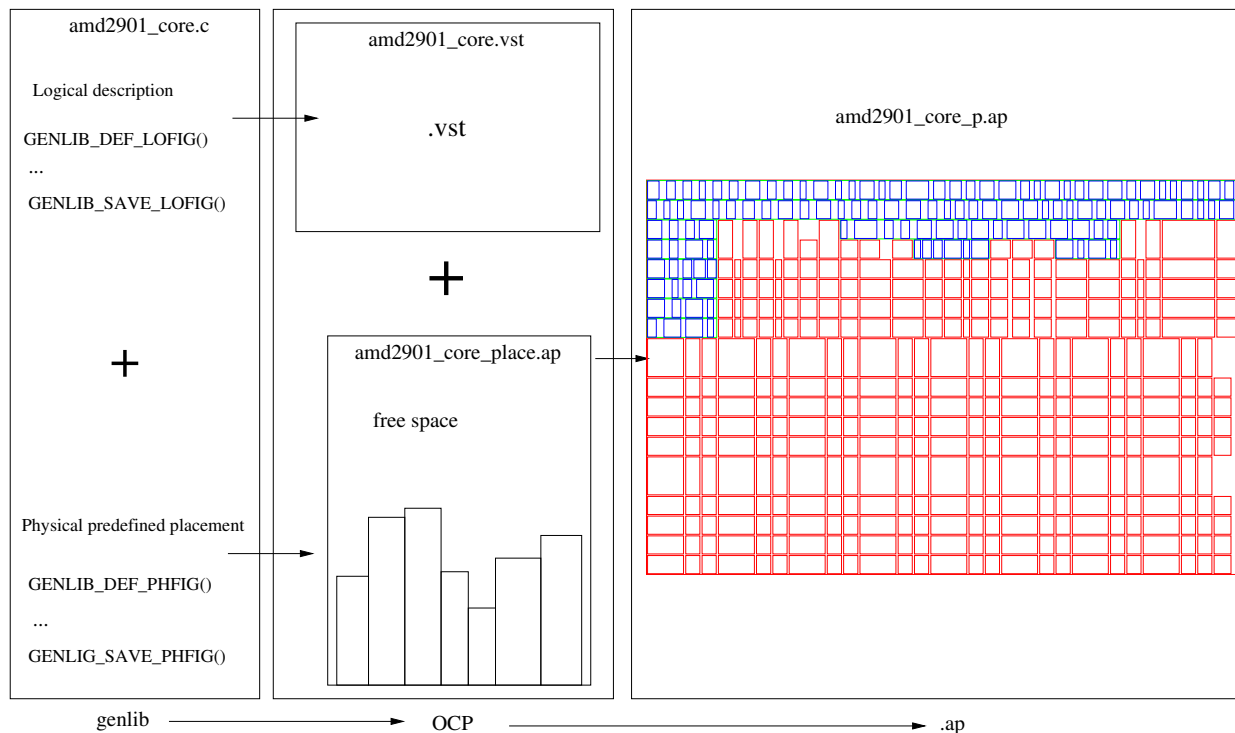 amd2901_core.c
Logical description
GENLIB_DEF_LOFIG()
...
GENLIB_SAVE_LOFIG()
+
Physical predefined placement
GENLIB_DEF_PHFIG()
...
GENLIG_SAVE_PHFIG()
amd2901_core.vst
.vst
+
amd2901_core_place.ap
free space
amd2901_core_p.ap
genlib
OCP
.ap